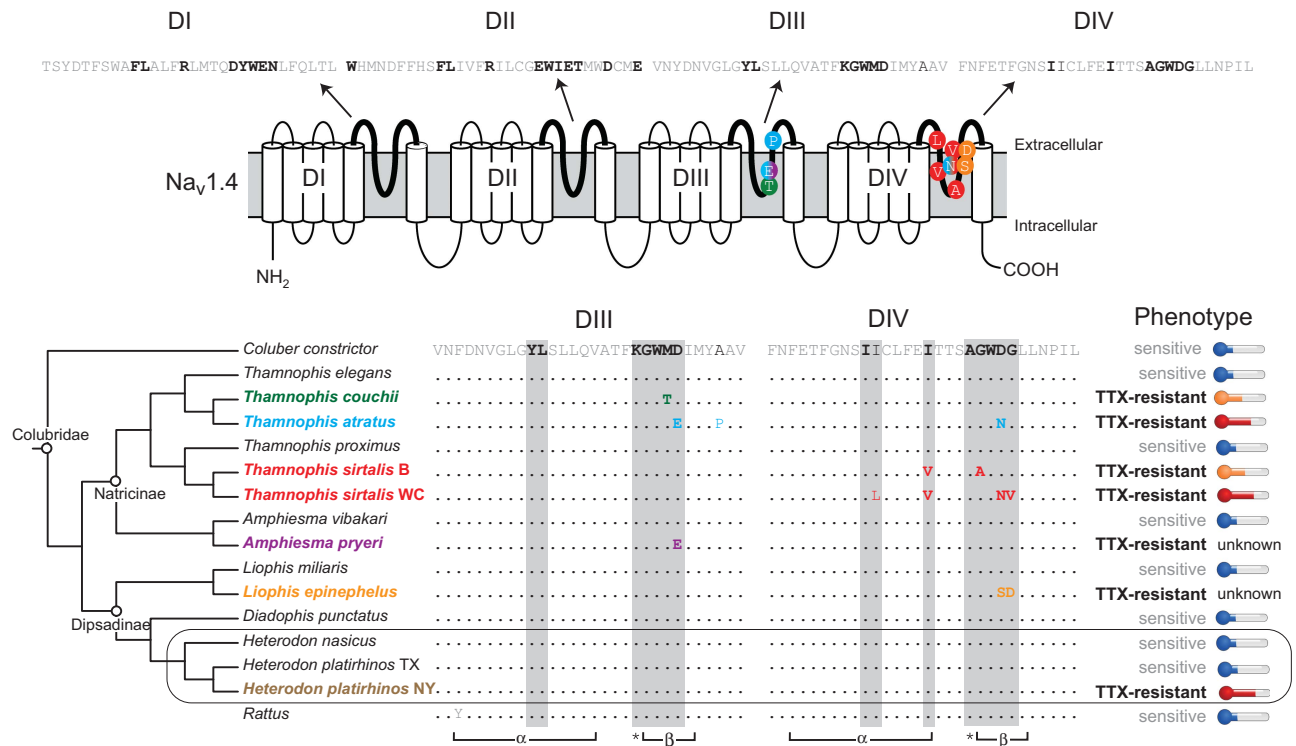 DI DII DIII DIV
TSYDTFSWAFLALFRLMTQDYWENLFQLTL WHMNDFFHSFLIVFRILCGEWIETMWDCME VNYDNVGLGYLSLLQVATFKGWMDIMYAAV FNFETFGNSIICLFEITTSAGWDGLLNPIL
P L V D Extracellular
Naᵥ1.4 DI DII DIII E DIV V N S
T A
Intracellular
NH₂ COOH
DIII DIV Phenotype
Coluber constrictor VNFDNVGLGYLSLLQVATFKGWMDIMYAAV FNFETFGNSIICLFEITTSAGWDGLLNPIL sensitive
Thamnophis elegans .............................. .............................. sensitive
Thamnophis couchii ......................T....... .............................. TTX-resistant
Thamnophis atratus .......................E...P.. ......................N....... TTX-resistant
Colubridae
Thamnophis proximus .............................. .............................. sensitive
Thamnophis sirtalis B .............................. ...............V....A......... TTX-resistant
Natricinae
Thamnophis sirtalis WC .............................. ..........L....V......NV...... TTX-resistant
Amphiesma vibakari .............................. .............................. sensitive
Amphiesma pryeri .......................E...... .............................. TTX-resistant unknown
Liophis miliaris .............................. .............................. sensitive
Liophis epinephelus .............................. ......................SD...... TTX-resistant unknown
Dipsadinae
Diadophis punctatus .............................. .............................. sensitive
Heterodon nasicus .............................. .............................. sensitive
Heterodon platirhinos TX .............................. .............................. sensitive
Heterodon platirhinos NY .............................. .............................. TTX-resistant
Rattus ..Y........................... .............................. sensitive
α * β α * β